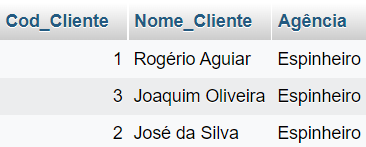 Cod_Cliente Nome_Cliente Agência
1 Rogério Aguiar Espinheiro
3 Joaquim Oliveira Espinheiro
2 José da Silva Espinheiro